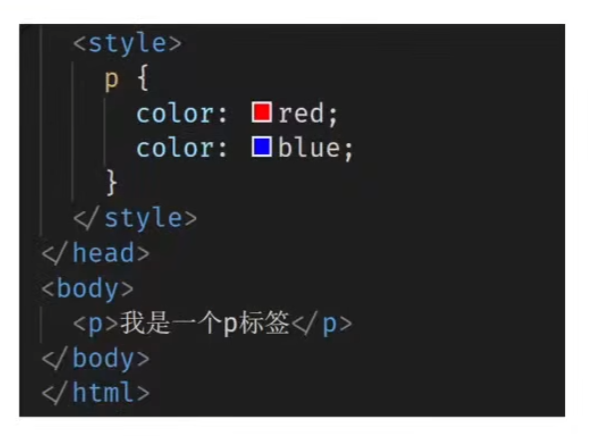 <style>
p {
color: red;
color: blue;
}
</style>
</head>
<body>
<p>我是一个p标签</p>
</body>
</html>